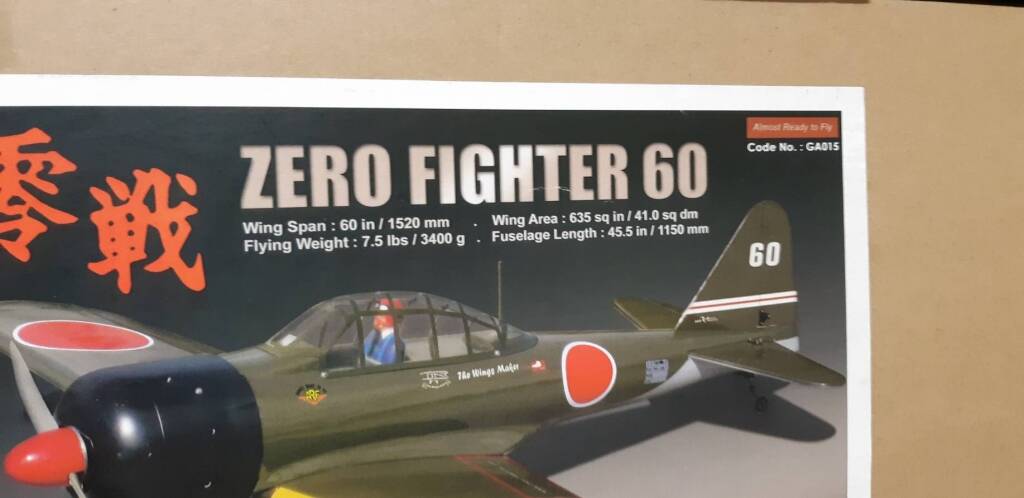 Almost Ready to Fly
Code No. : GA015
零戦
ZERO FIGHTER 60
Wing Span : 60 in / 1520 mm . Wing Area : 635 sq in / 41.0 sq dm
Flying Weight : 7.5 lbs / 3400 g . Fuselage Length : 45.5 in / 1150 mm
60
The Wings Maker